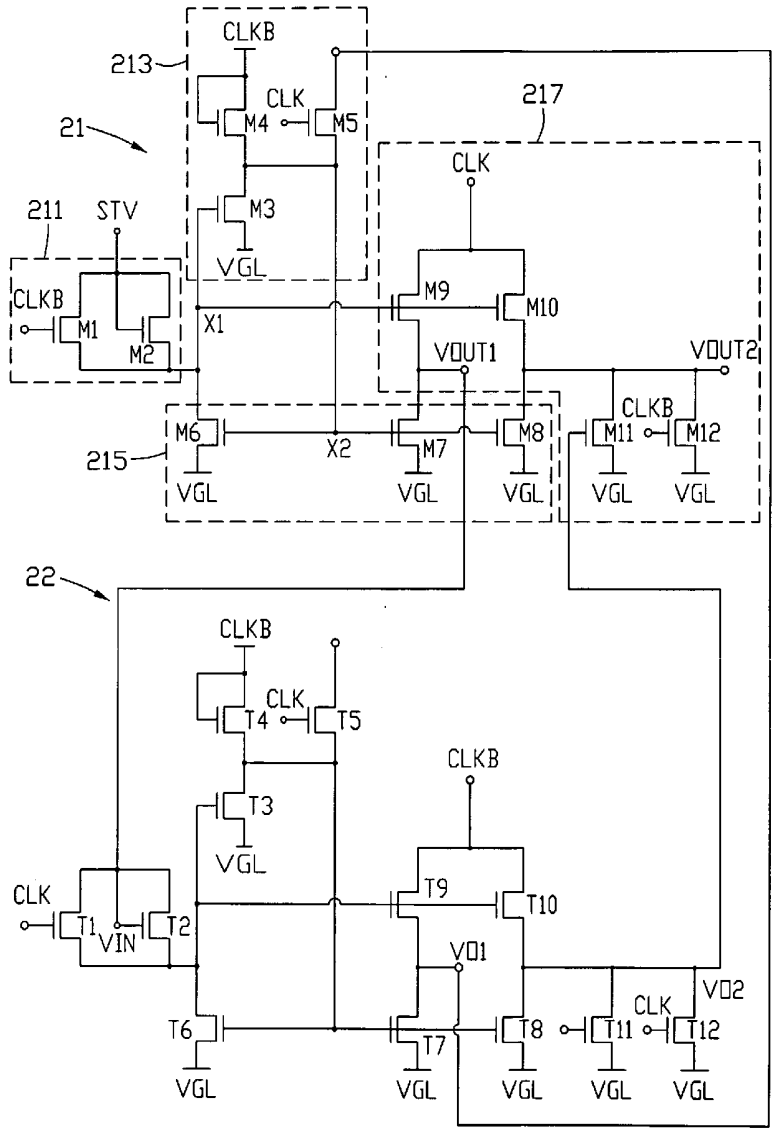 CLKB
213
217
CLK
M4
M5
21
CLK
STV
M3
211
VGL
CLKB
M9
M10
M1
M2
X1
VOUT1
VOUT2
CLKB
M6
X2
M7
M8
M11
M12
215
VGL
VGL
VGL
VGL
VGL
22
CLKB
CLK
T4
T5
CLKB
T3
VGL
CLK
T9
T10
T1
VIN
T2
VO1
VO2
CLK
T6
T7
T8
T11
T12
VGL
VGL
VGL
VGL
VGL